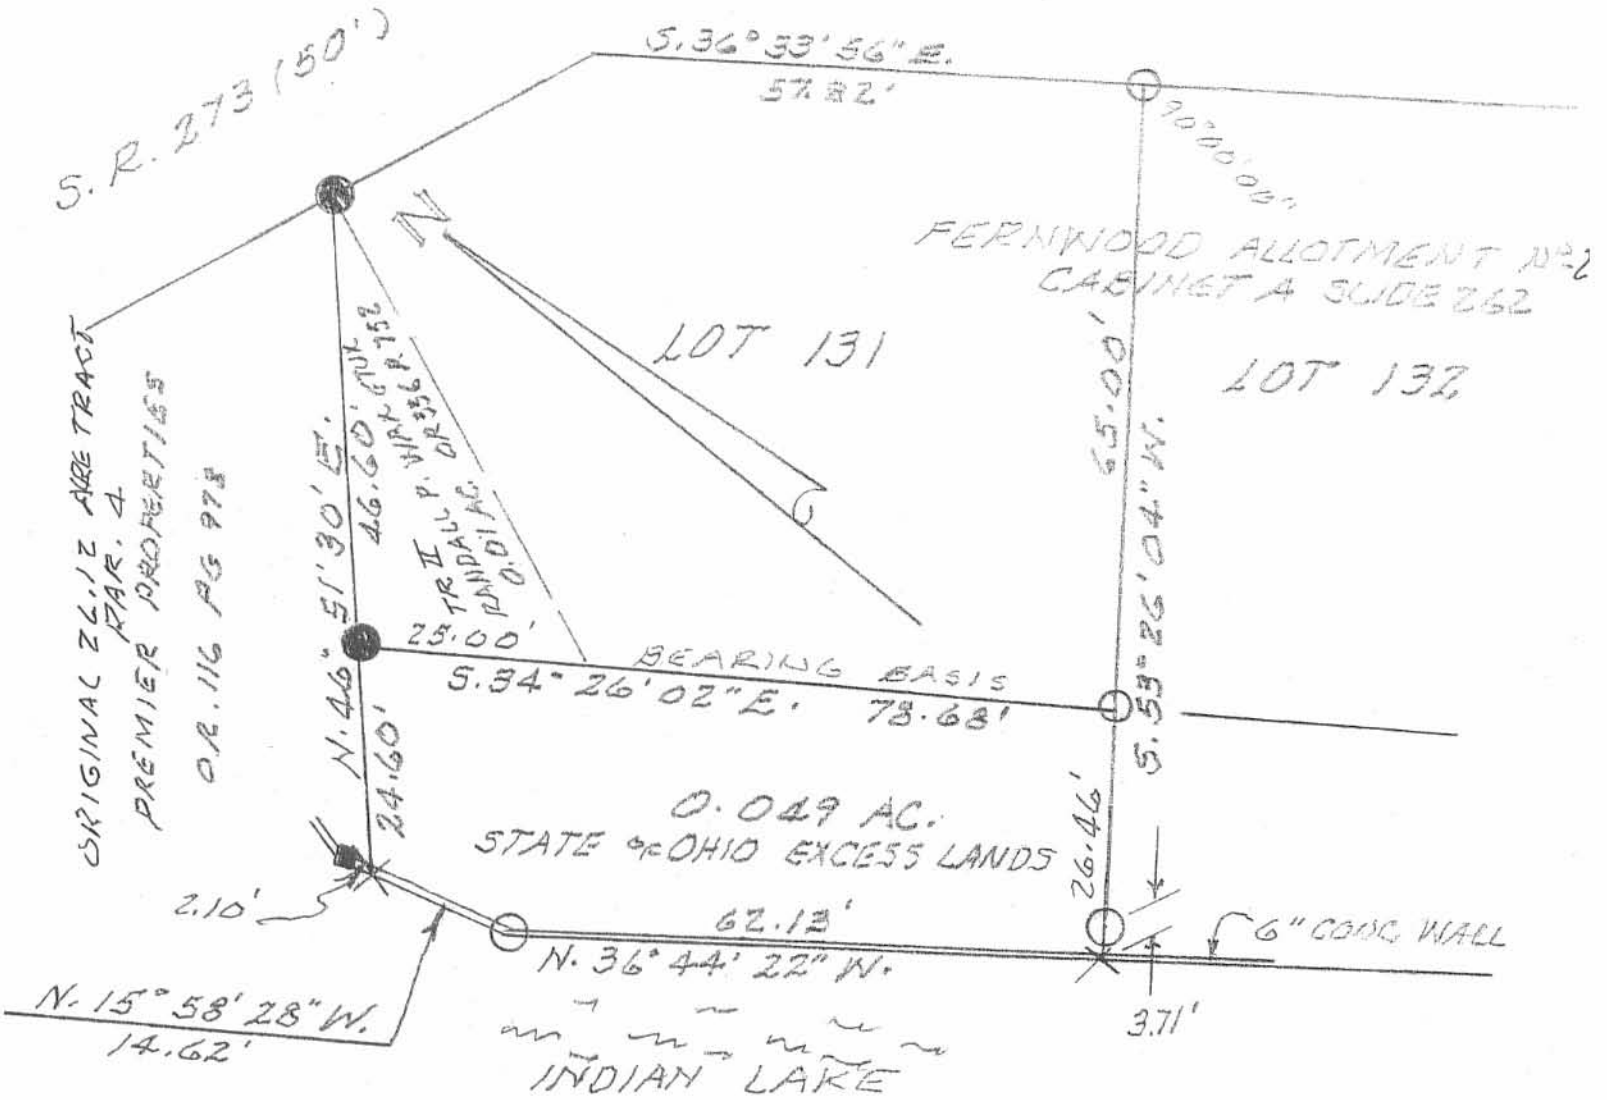 S. R. 273 (50')
S. 36° 33' 56" E.
57.82'
90°00'00"
N
FERNWOOD ALLOTMENT Nº 2
CABINET A SLIDE 262
LOT 131
LOT 132
65.00'
S. 53° 26' 04" W.
ORIGINAL 26.12 ACRE TRACT
PAR. 4
PREMIER PROPERTIES
O.R. 116 PG 978
N. 46° 51' 30" E.
46.60'
TR II
RANDALL P.
RANDI AC.
0.01 AC.
25.00'
BEARING BASIS
S. 34° 26' 02" E. 78.68'
24.60'
0.049 AC.
STATE OF OHIO EXCESS LANDS
26.46'
2.10'
62.13'
N. 36° 44' 22" W.
6" CONC WALL
3.71'
N. 15° 58' 28" W.
14.62'
INDIAN LAKE